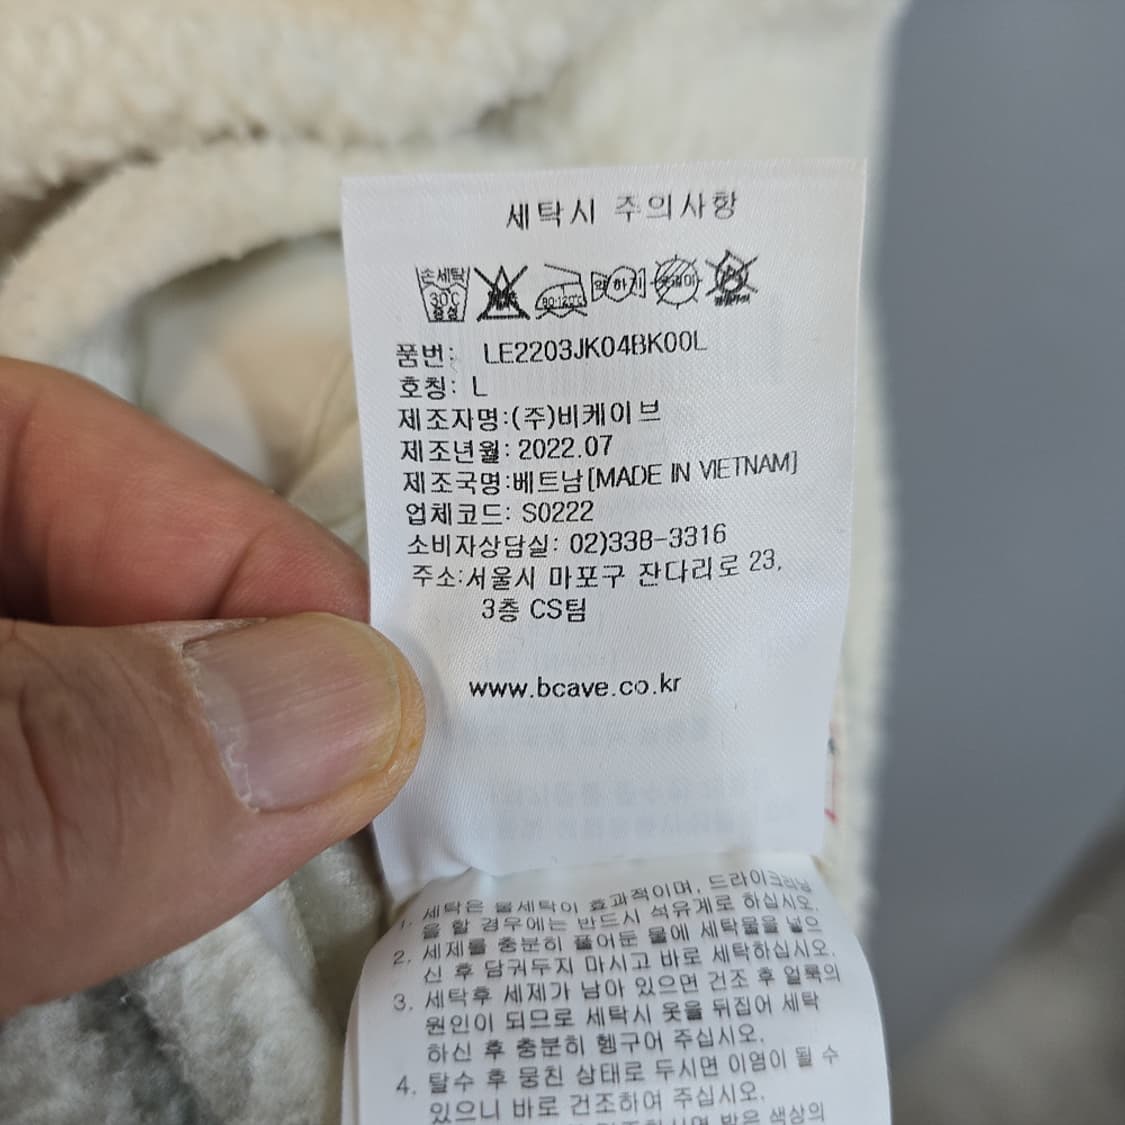 세탁시 주의사항
손세탁
30℃
중성
80-120℃
약하게
옷걸이
품번: LE2203JK04BK00L
호칭: L
제조자명:(주)비케이브
제조년월: 2022.07
제조국명:베트남[MADE IN VIETNAM]
업체코드: S0222
소비자상담실: 02)338-3316
주소:서울시 마포구 잔다리로 23,
3층 CS팀
www.bcave.co.kr
1. 세탁은 물세탁이 효과적이며, 드라이크리닝
을 할 경우에는 반드시 석유계로 하십시오.
2. 세제를 충분히 풀어둔 물에 세탁물을 넣으
신 후 담궈두지 마시고 바로 세탁하십시오.
3. 세탁후 세제가 남아 있으면 건조 후 얼룩의
원인이 되므로 세탁시 옷을 뒤집어 세탁
하신 후 충분히 헹구어 주십시오.
4. 탈수 후 뭉친 상태로 두시면 이염이 될 수
있으니 바로 건조하여 주십시오.
밝은 색상의